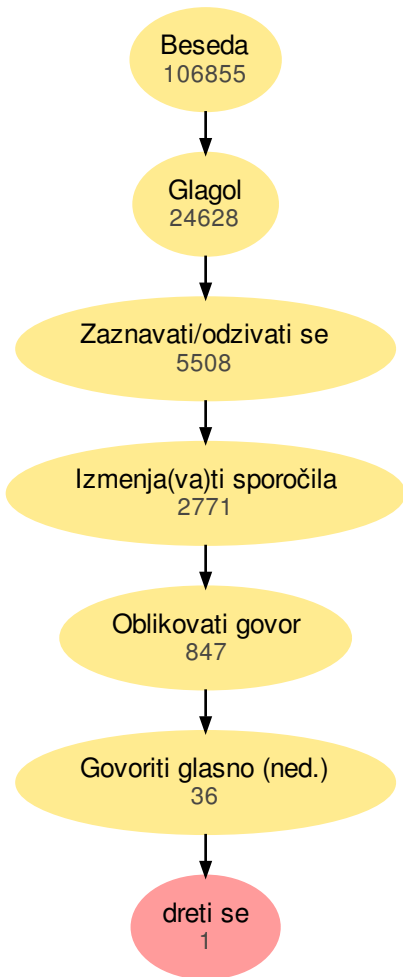 Beseda
106855
Glagol
24628
Zaznavati/odzivati se
5508
Izmenja(va)ti sporočila
2771
Oblikovati govor
847
Govoriti glasno (ned.)
36
dreti se
1